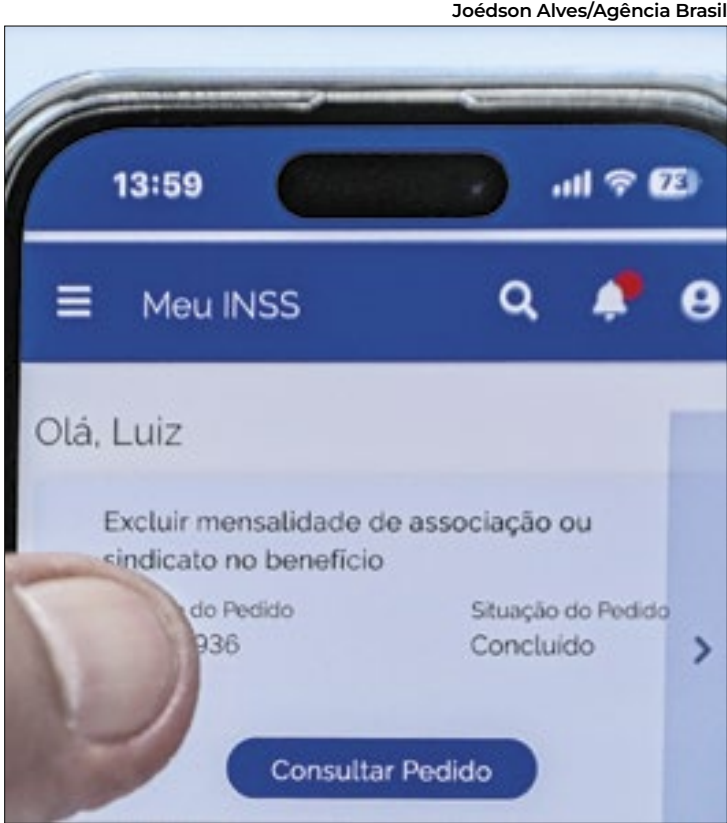 Joédson Alves/Agência Brasil
13:59 73
Meu INSS
Olá, Luiz
Excluir mensalidade de associação ou
sindicato no benefício
do Pedido Situação do Pedido
936 Concluído
Consultar Pedido